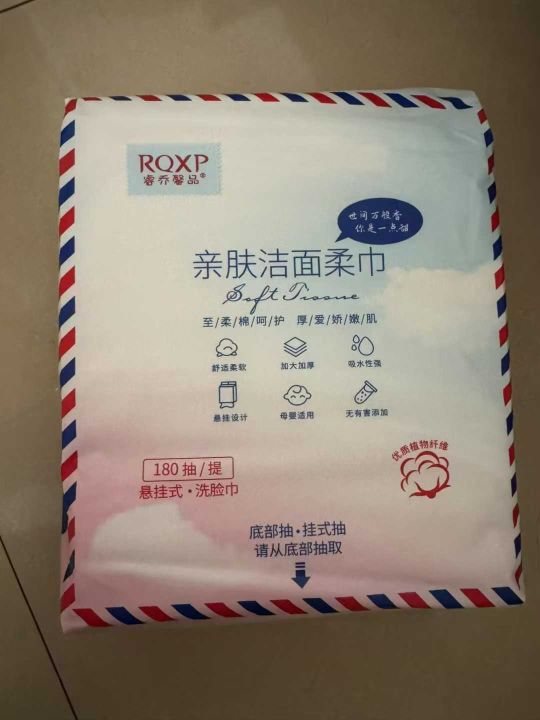 RQXP
睿乔馨品®
世间万般香
你是一点甜
亲肤洁面柔巾
Soft Tissue
至/柔/棉/呵/护 厚/爱/娇/嫩/肌
舒适柔软 加大加厚 吸水性强
悬挂设计 母婴适用 无有害添加
优质植物纤维
180 抽/提
悬挂式·洗脸巾
底部抽·挂式抽
请从底部抽取